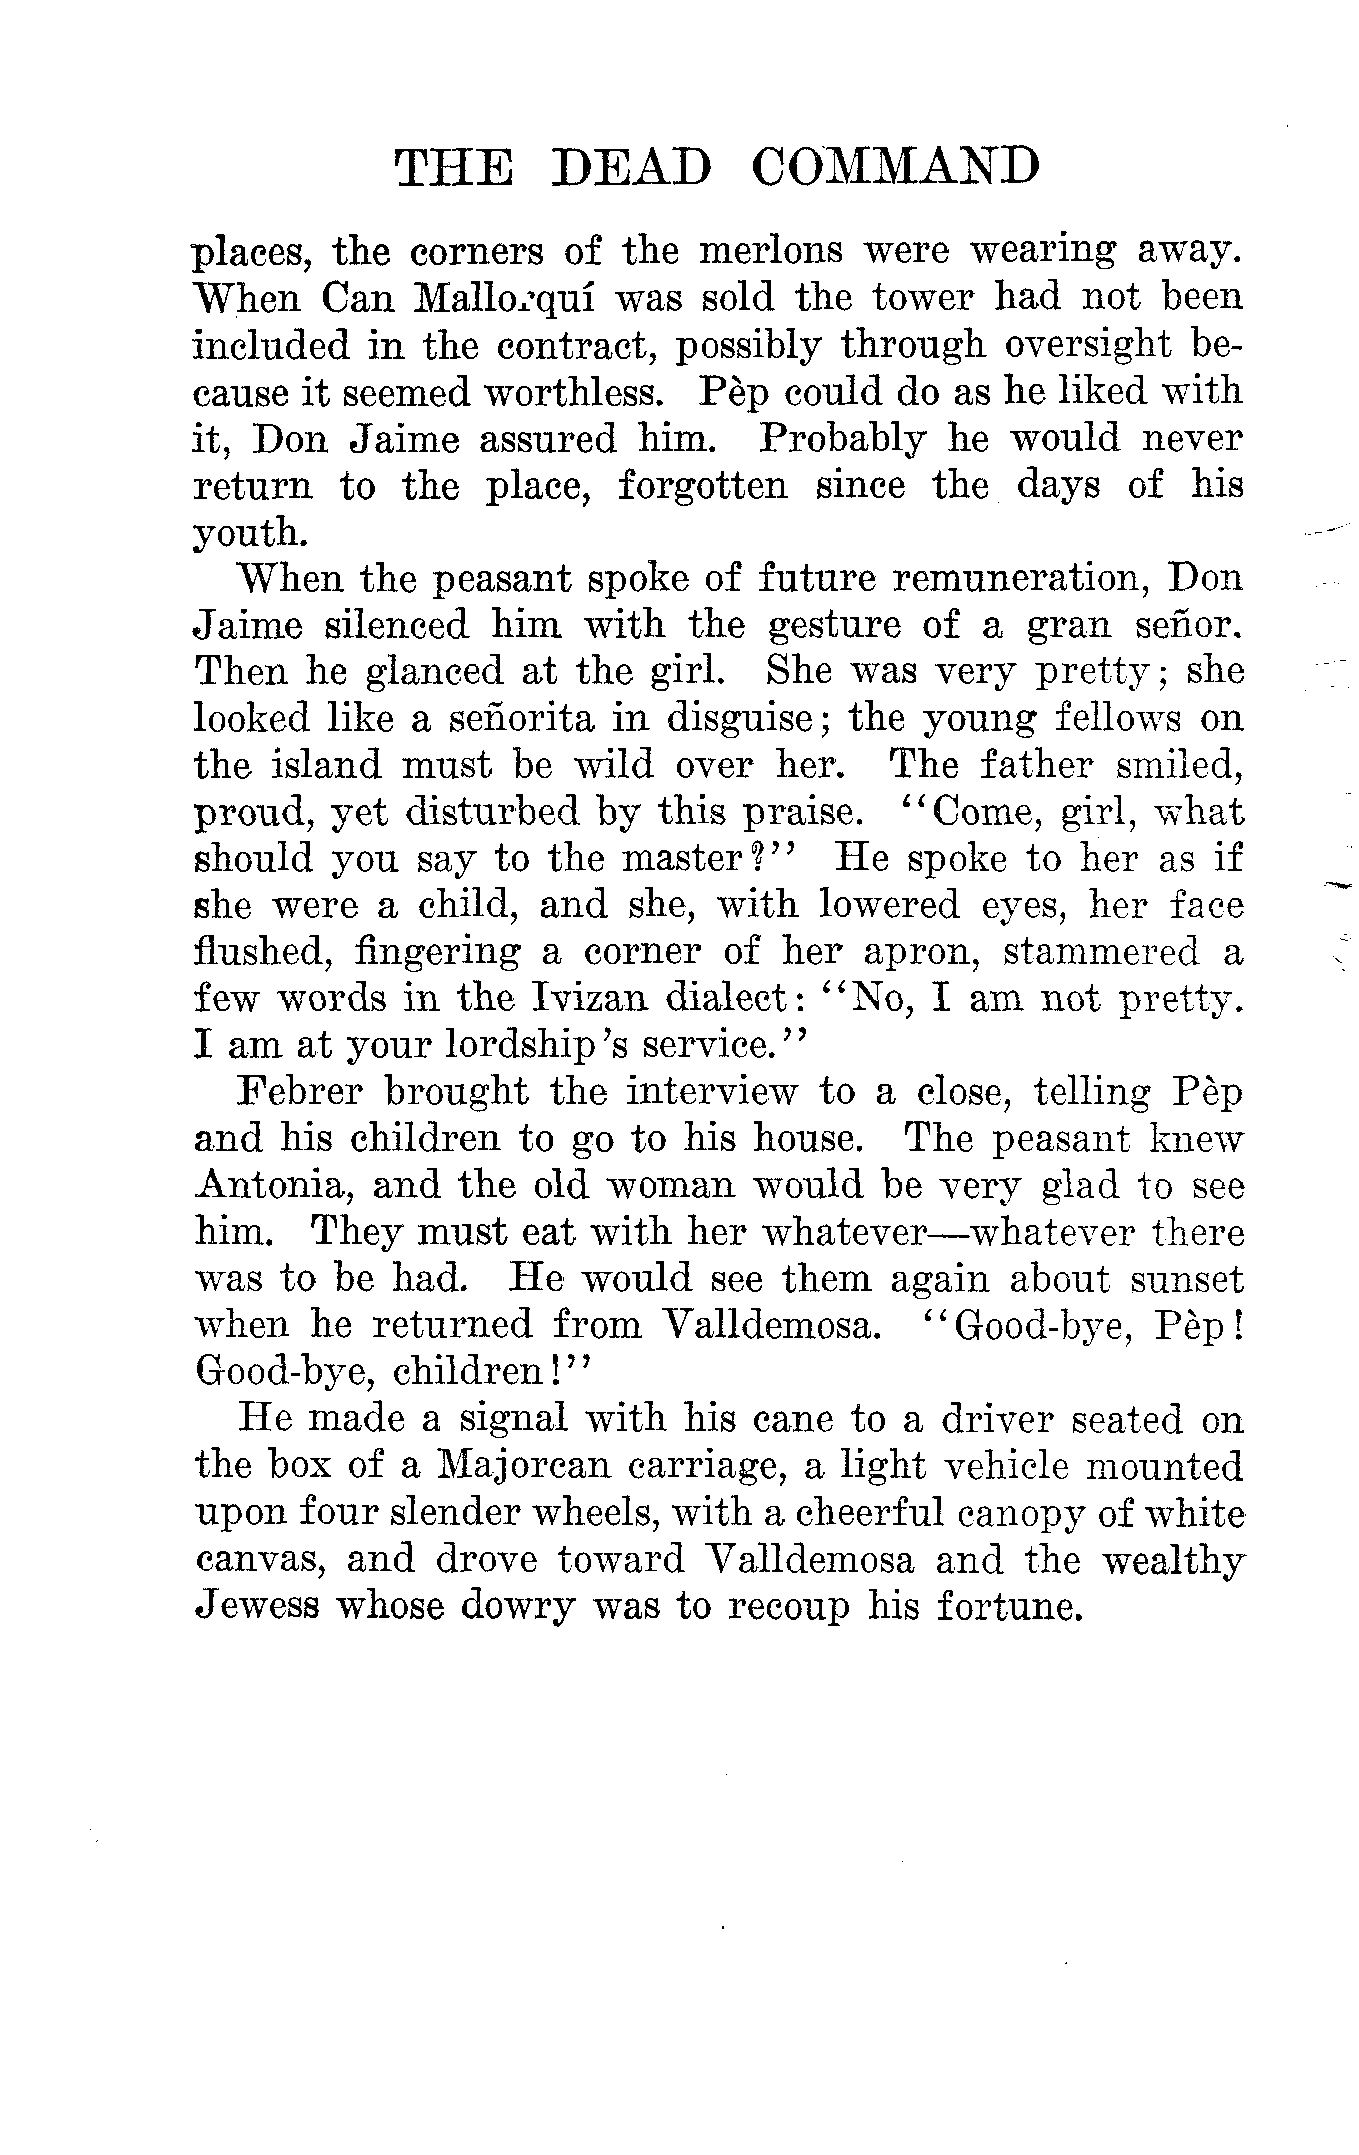 THE DEAD COMMAND
places, the corners of the merlons were wearing away.
When Can Mallorquí was sold the tower had not been
included in the contract, possibly through oversight be-
cause it seemed worthless. Pèp could do as he liked with
it, Don Jaime assured him. Probably he would never
return to the place, forgotten since the days of his
youth.
When the peasant spoke of future remuneration, Don
Jaime silenced him with the gesture of a gran señor.
Then he glanced at the girl. She was very pretty; she
looked like a señorita in disguise; the young fellows on
the island must be wild over her. The father smiled,
proud, yet disturbed by this praise. "Come, girl, what
should you say to the master?" He spoke to her as if
she were a child, and she, with lowered eyes, her face
flushed, fingering a corner of her apron, stammered a
few words in the Ivizan dialect: "No, I am not pretty.
I am at your lordship's service."
Febrer brought the interview to a close, telling Pèp
and his children to go to his house. The peasant knew
Antonia, and the old woman would be very glad to see
him. They must eat with her whatever—whatever there
was to be had. He would see them again about sunset
when he returned from Valldemosa. "Good-bye, Pèp!
Good-bye, children!"
He made a signal with his cane to a driver seated on
the box of a Majorcan carriage, a light vehicle mounted
upon four slender wheels, with a cheerful canopy of white
canvas, and drove toward Valldemosa and the wealthy
Jewess whose dowry was to recoup his fortune.